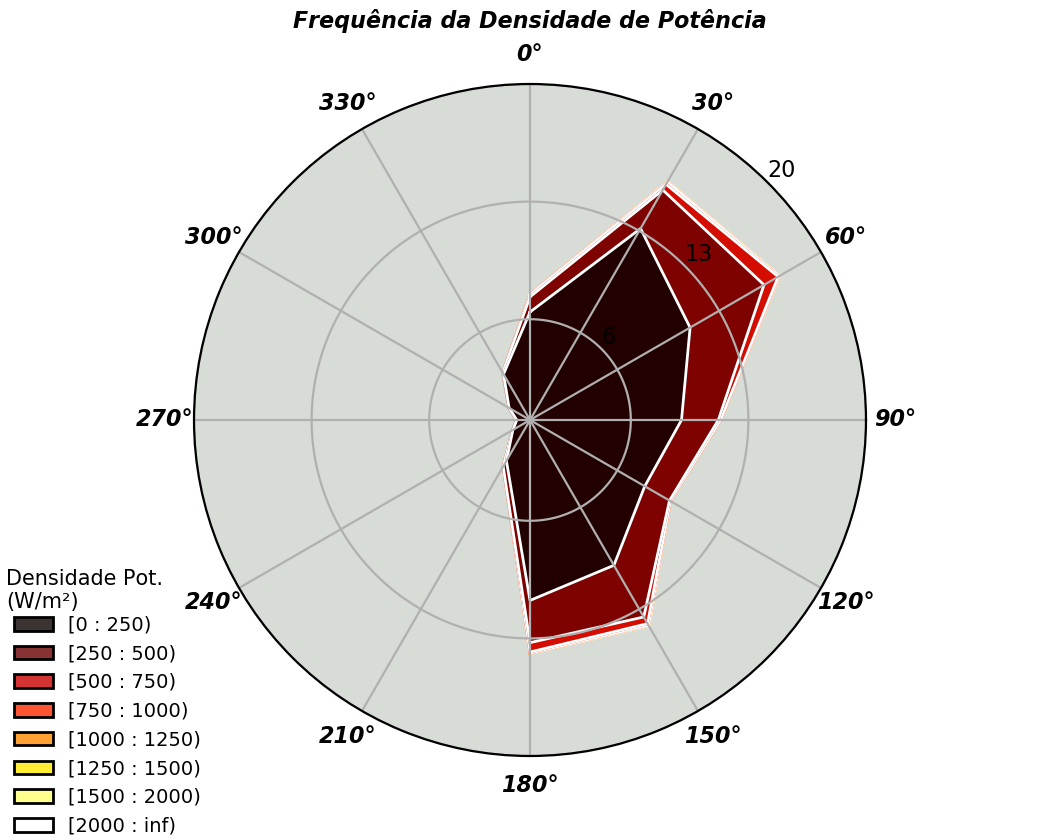 Frequência da Densidade de Potência
0°
330°
30°
20
300°
60°
13
6
270°
90°
240°
120°
210°
150°
180°
Densidade Pot.
(W/m²)
[0 : 250)
[250 : 500)
[500 : 750)
[750 : 1000)
[1000 : 1250)
[1250 : 1500)
[1500 : 2000)
[2000 : inf)